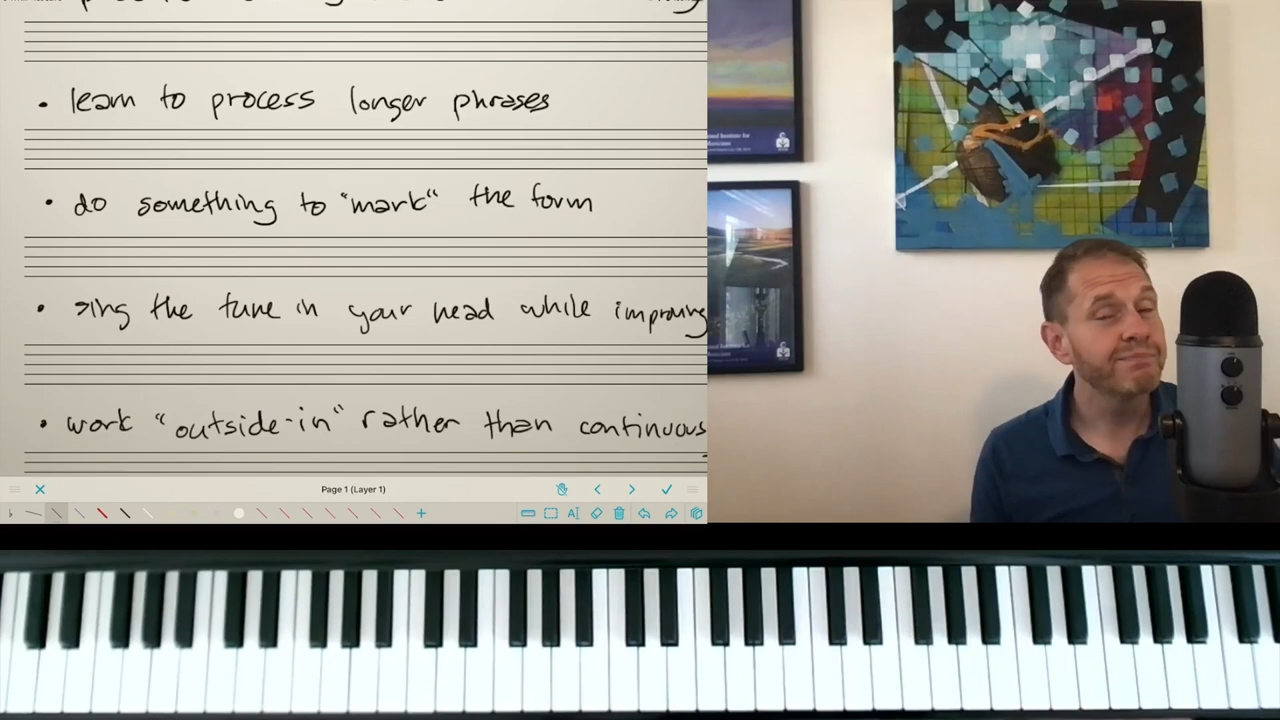 • learn to process longer phrases
• do something to "mark" the form
• sing the tune in your head while improving
• work "outside-in" rather than continuous
Page 1 (Layer 1)